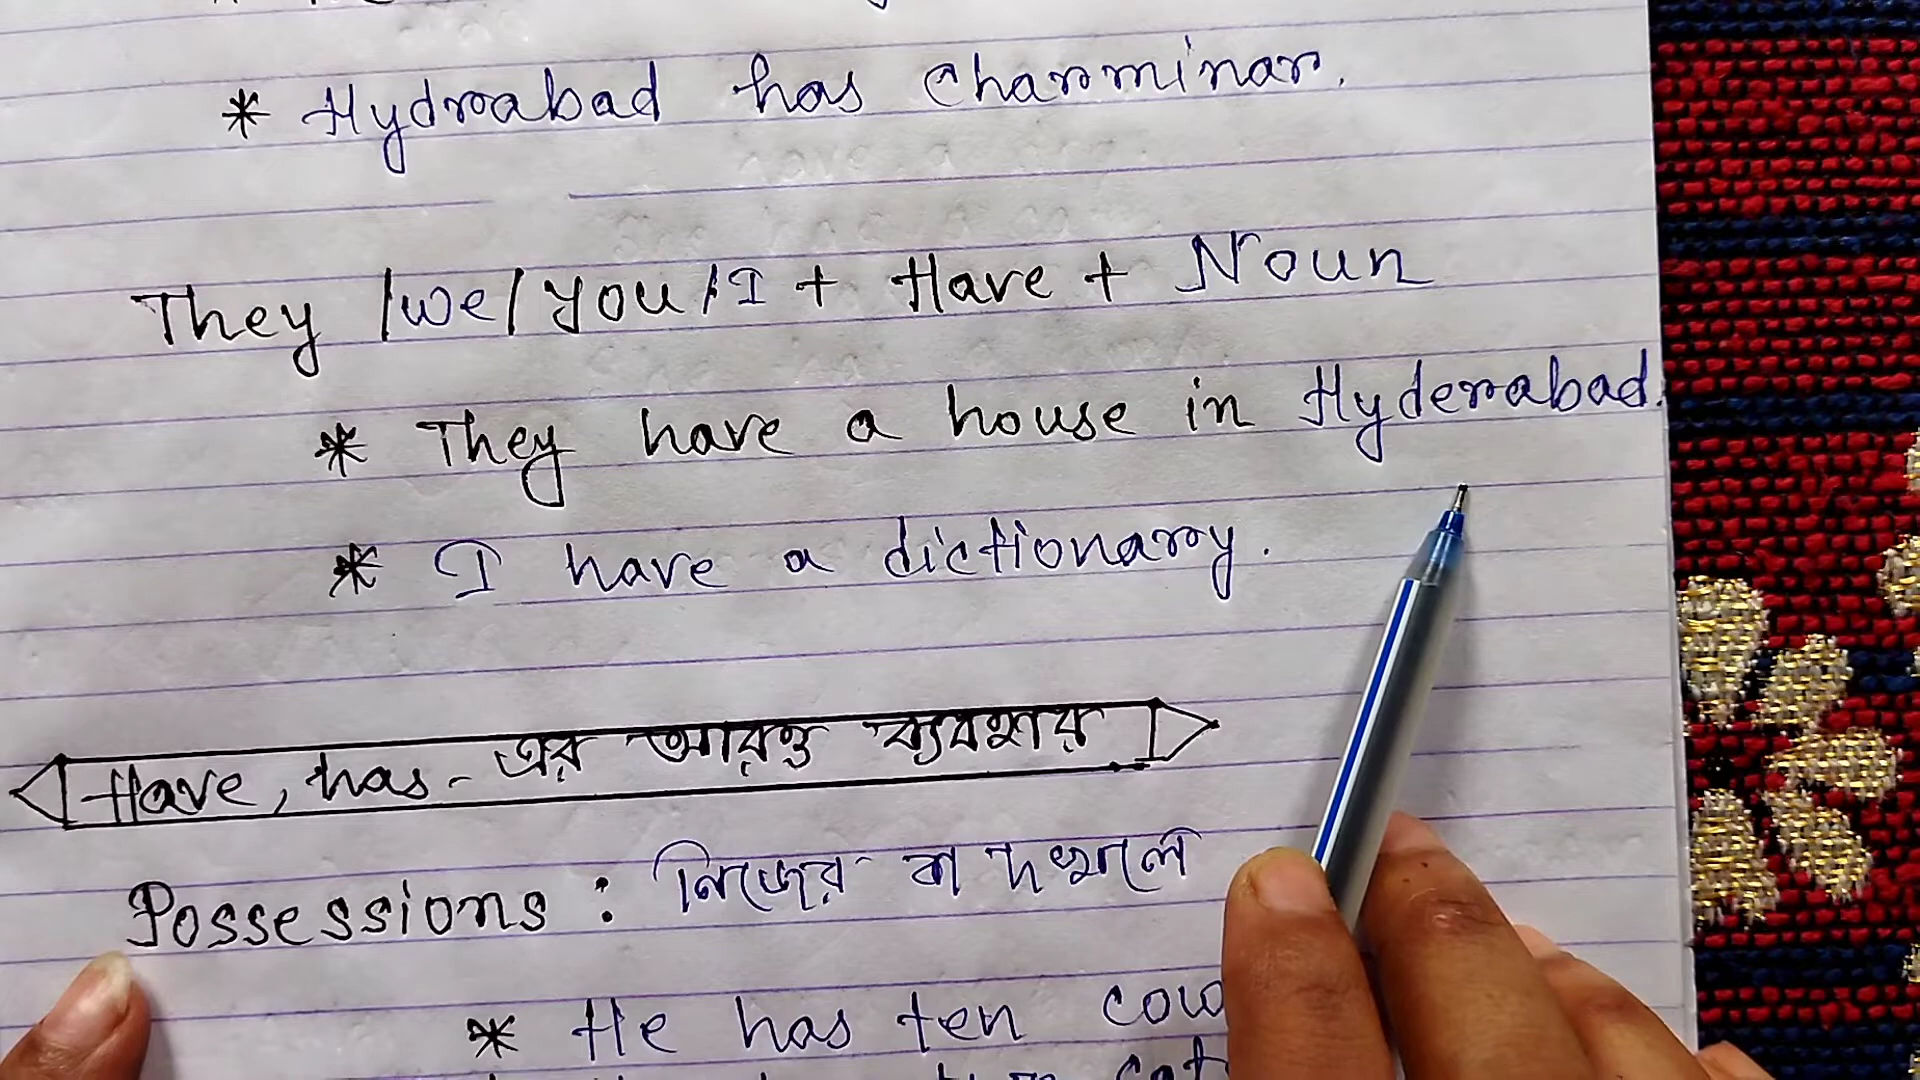 * Hydrabad has Charminar.
They /we/ you / I + Have + Noun
* They have a house in Hyderabad.
* I have a dictionary.
Have, has - এর আরও ব্যবহার
Possessions : নিজের বা দখলে
* He has ten